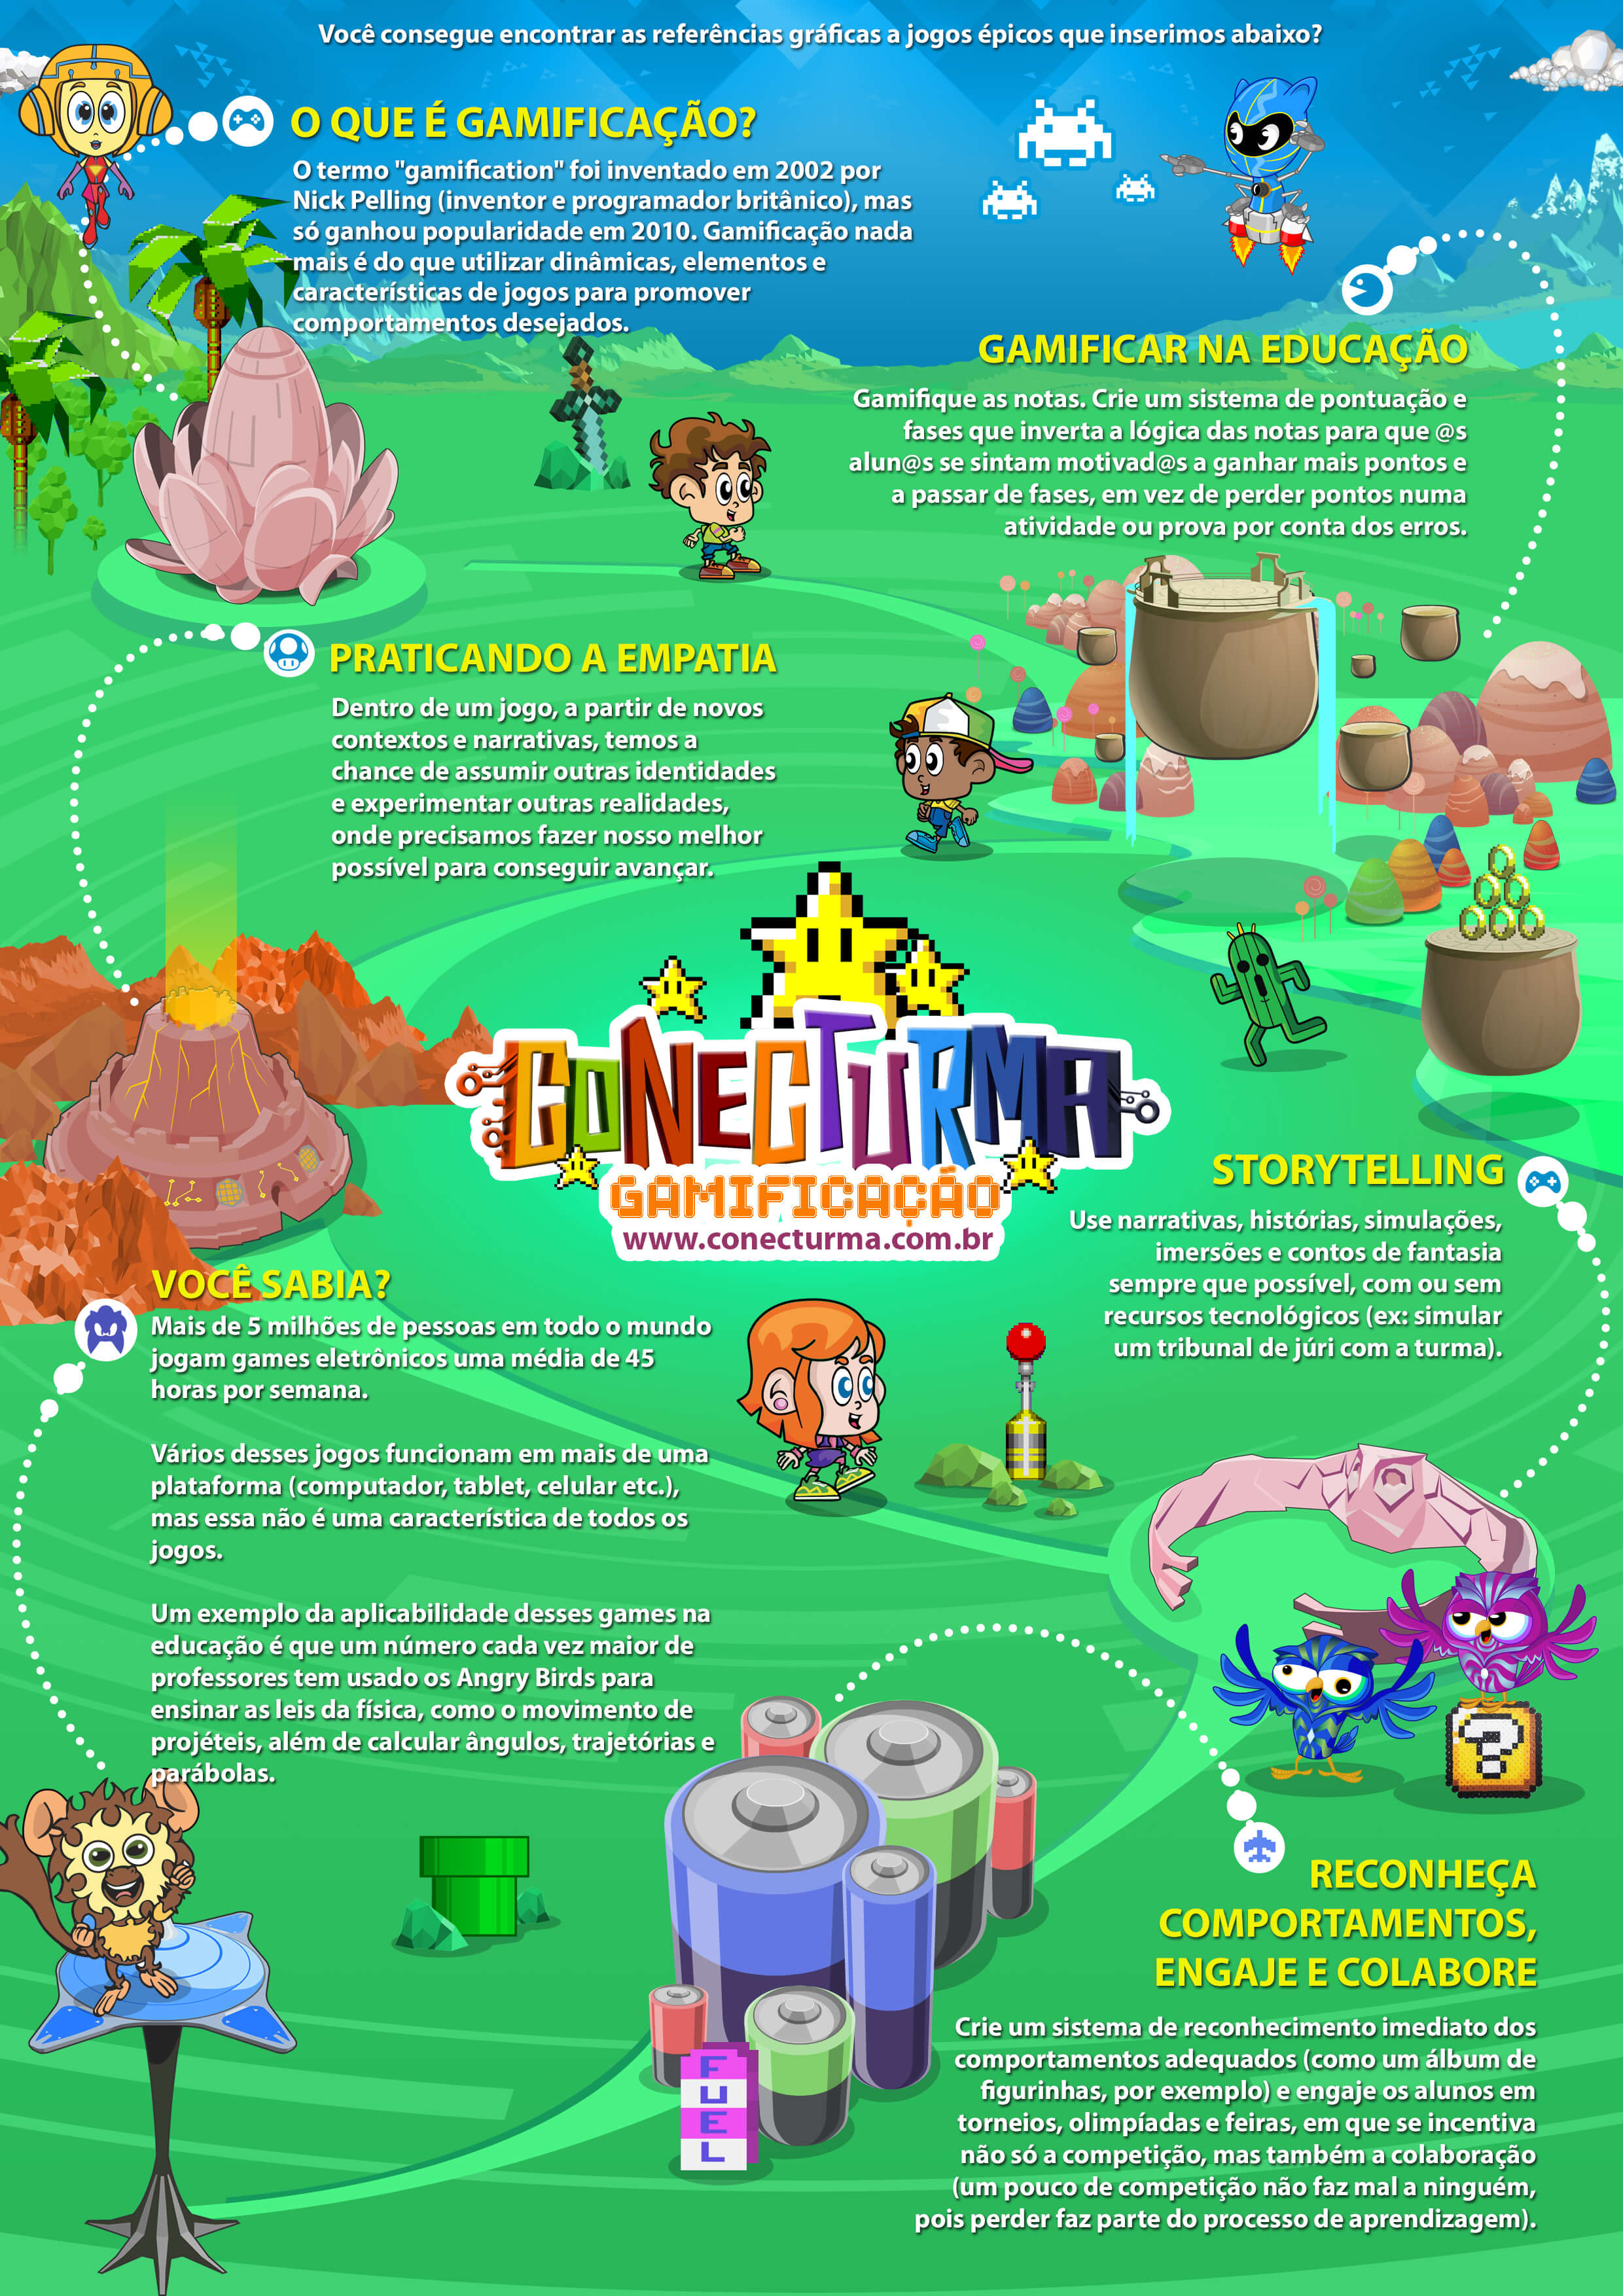 Você consegue encontrar as referências gráficas a jogos épicos que inserimos abaixo?
O QUE É GAMIFICAÇÃO?
O termo "gamification" foi inventado em 2002 por
Nick Pelling (inventor e programador britânico), mas
só ganhou popularidade em 2010. Gamificação nada
mais é do que utilizar dinâmicas, elementos e
características de jogos para promover
comportamentos desejados.
GAMIFICAR NA EDUCAÇÃO
Gamifique as notas. Crie um sistema de pontuação e
fases que inverta a lógica das notas para que @s
alun@s se sintam motivad@s a ganhar mais pontos e
a passar de fases, em vez de perder pontos numa
atividade ou prova por conta dos erros.
PRATICANDO A EMPATIA
Dentro de um jogo, a partir de novos
contextos e narrativas, temos a
chance de assumir outras identidades
e experimentar outras realidades,
onde precisamos fazer nosso melhor
possível para conseguir avançar.
CONECTURMA
GAMIFICAÇÃO
www.conecturma.com.br
STORYTELLING
Use narrativas, histórias, simulações,
imersões e contos de fantasia
sempre que possível, com ou sem
recursos tecnológicos (ex: simular
um tribunal de júri com a turma).
VOCÊ SABIA?
Mais de 5 milhões de pessoas em todo o mundo
jogam games eletrônicos uma média de 45
horas por semana.
Vários desses jogos funcionam em mais de uma
plataforma (computador, tablet, celular etc.),
mas essa não é uma característica de todos os
jogos.
Um exemplo da aplicabilidade desses games na
educação é que um número cada vez maior de
professores tem usado os Angry Birds para
ensinar as leis da física, como o movimento de
projéteis, além de calcular ângulos, trajetórias e
parábolas.
?
RECONHEÇA
COMPORTAMENTOS,
ENGAJE E COLABORE
Crie um sistema de reconhecimento imediato dos
comportamentos adequados (como um álbum de
figurinhas, por exemplo) e engaje os alunos em
torneios, olimpíadas e feiras, em que se incentiva
não só a competição, mas também a colaboração
(um pouco de competição não faz mal a ninguém,
pois perder faz parte do processo de aprendizagem).
FUEL